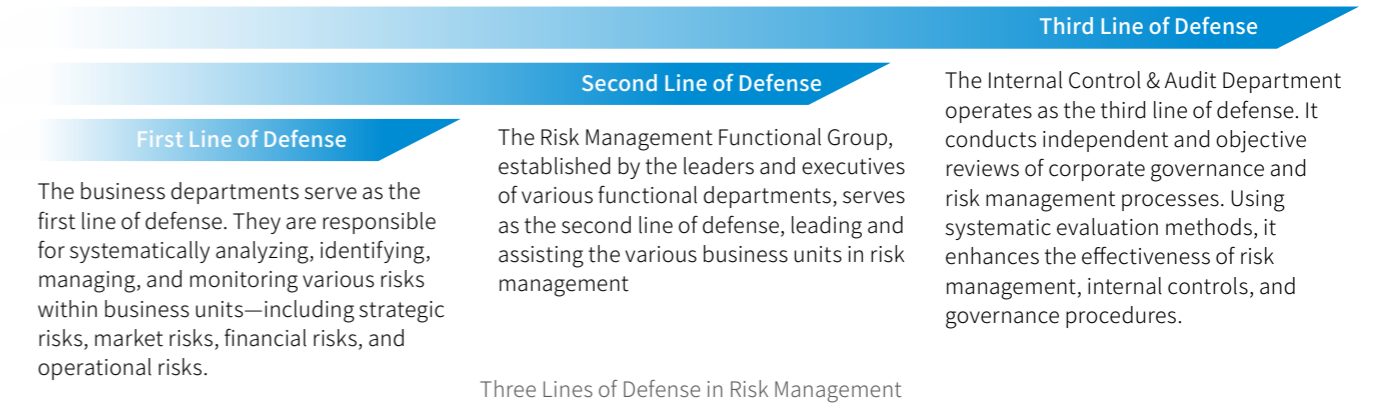 First Line of Defense
The business departments serve as the
first line of defense. They are responsible
for systematically analyzing, identifying,
managing, and monitoring various risks
within business units—including strategic
risks, market risks, financial risks, and
operational risks.
Second Line of Defense
The Risk Management Functional Group,
established by the leaders and executives
of various functional departments, serves
as the second line of defense, leading and
assisting the various business units in risk
management
Third Line of Defense
The Internal Control & Audit Department
operates as the third line of defense. It
conducts independent and objective
reviews of corporate governance and
risk management processes. Using
systematic evaluation methods, it
enhances the effectiveness of risk
management, internal controls, and
governance procedures.
Three Lines of Defense in Risk Management